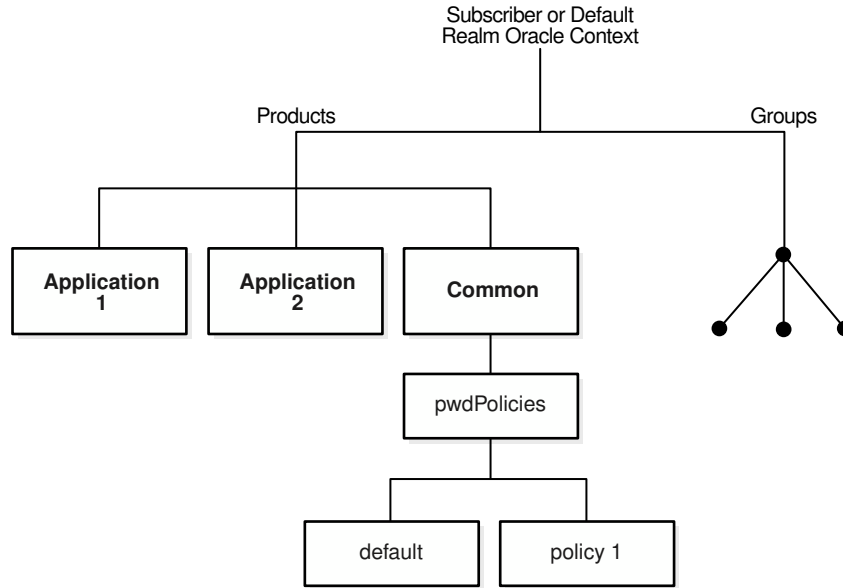 Subscriber or Default
Realm Oracle Context
Products
Groups
Application
1
Application
2
Common
pwdPolicies
default
policy 1